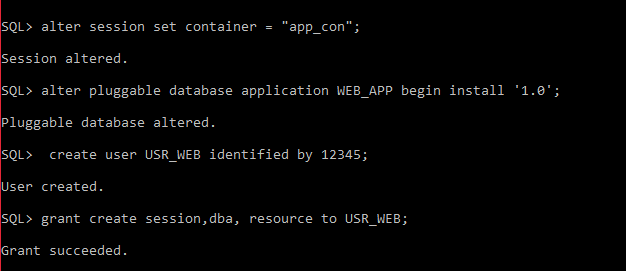 SQL> alter session set container = "app_con";
Session altered.
SQL> alter pluggable database application WEB_APP begin install '1.0';
Pluggable database altered.
SQL>  create user USR_WEB identified by 12345;
User created.
SQL> grant create session,dba, resource to USR_WEB;
Grant succeeded.